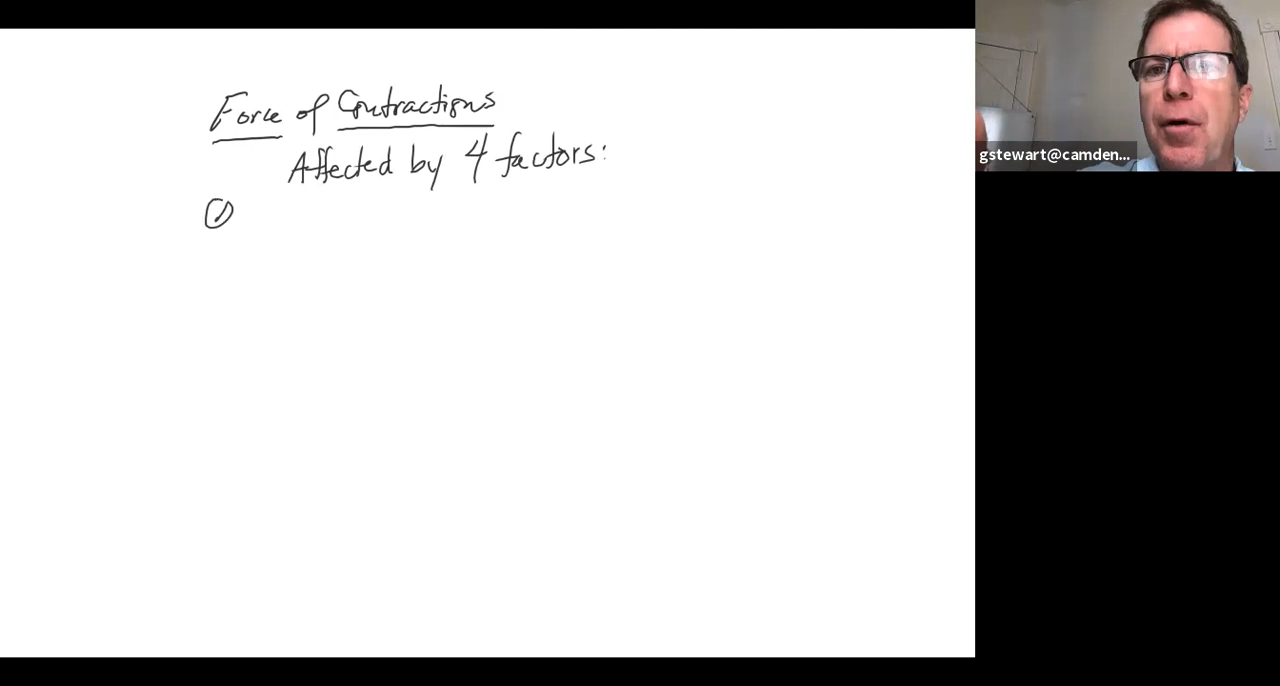 Force of Contractions
Affected by 4 factors:
①
gstewart@camden...